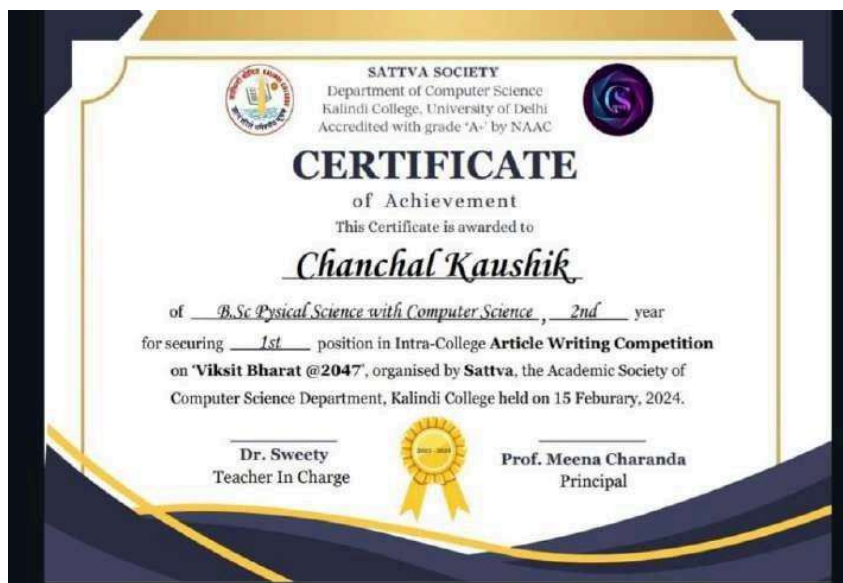 SATTVA SOCIETY
Department of Computer Science
Kalindi College, University of Delhi
Accredited with grade 'A+' by NAAC
CERTIFICATE
of Achievement
This Certificate is awarded to
Chanchal Kaushik
of B.Sc Pysical Science with Computer Science , 2nd year
for securing 1st position in Intra-College Article Writing Competition
on 'Viksit Bharat @2047', organised by Sattva, the Academic Society of
Computer Science Department, Kalindi College held on 15 Feburary, 2024.
Dr. Sweety
Teacher In Charge
2023 - 2024
Prof. Meena Charanda
Principal